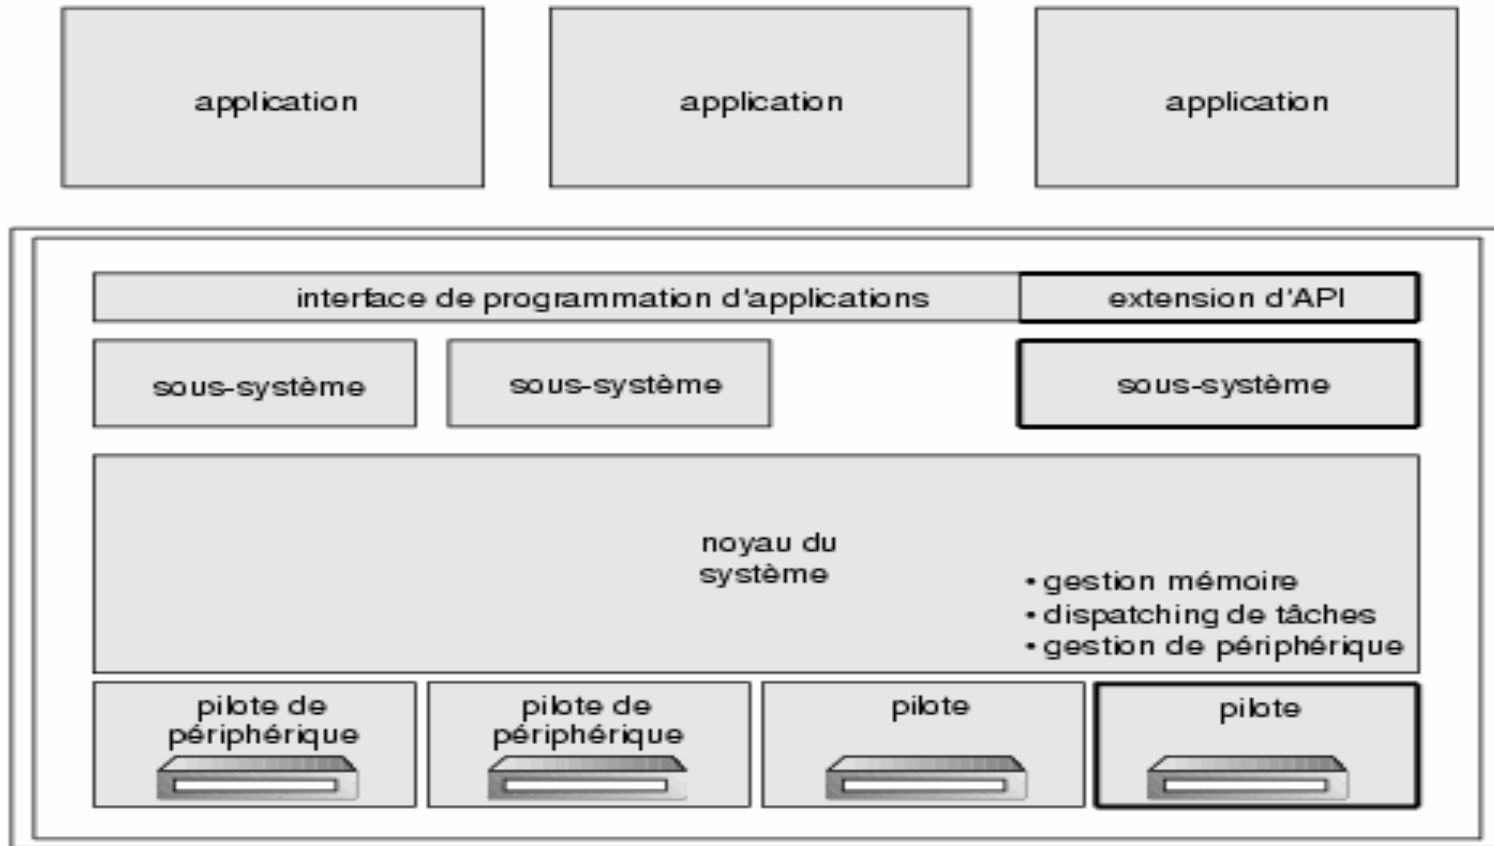 application
application
application
interface de programmation d'applications
extension d'API
sous-système
sous-système
sous-système
noyau du
système
• gestion mémoire
• dispatching de tâches
• gestion de périphérique
pilote de
périphérique
pilote de
périphérique
pilote
pilote